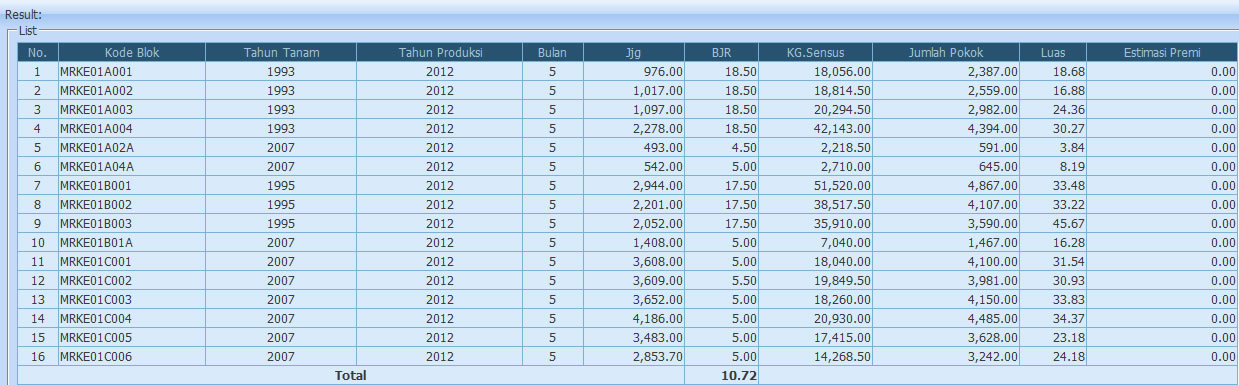 Result:
List
No. Kode Blok Tahun Tanam Tahun Produksi Bulan Jjg BJR KG.Sensus Jumlah Pokok Luas Estimasi Premi
1 MRKE01A001 1993 2012 5 976.00 18.50 18,056.00 2,387.00 18.68 0.00
2 MRKE01A002 1993 2012 5 1,017.00 18.50 18,814.50 2,559.00 16.88 0.00
3 MRKE01A003 1993 2012 5 1,097.00 18.50 20,294.50 2,982.00 24.36 0.00
4 MRKE01A004 1993 2012 5 2,278.00 18.50 42,143.00 4,394.00 30.27 0.00
5 MRKE01A02A 2007 2012 5 493.00 4.50 2,218.50 591.00 3.84 0.00
6 MRKE01A04A 2007 2012 5 542.00 5.00 2,710.00 645.00 8.19 0.00
7 MRKE01B001 1995 2012 5 2,944.00 17.50 51,520.00 4,867.00 33.48 0.00
8 MRKE01B002 1995 2012 5 2,201.00 17.50 38,517.50 4,107.00 33.22 0.00
9 MRKE01B003 1995 2012 5 2,052.00 17.50 35,910.00 3,590.00 45.67 0.00
10 MRKE01B01A 2007 2012 5 1,408.00 5.00 7,040.00 1,467.00 16.28 0.00
11 MRKE01C001 2007 2012 5 3,608.00 5.00 18,040.00 4,100.00 31.54 0.00
12 MRKE01C002 2007 2012 5 3,609.00 5.50 19,849.50 3,981.00 30.93 0.00
13 MRKE01C003 2007 2012 5 3,652.00 5.00 18,260.00 4,150.00 33.83 0.00
14 MRKE01C004 2007 2012 5 4,186.00 5.00 20,930.00 4,485.00 34.37 0.00
15 MRKE01C005 2007 2012 5 3,483.00 5.00 17,415.00 3,628.00 23.18 0.00
16 MRKE01C006 2007 2012 5 2,853.70 5.00 14,268.50 3,242.00 24.18 0.00
Total 10.72